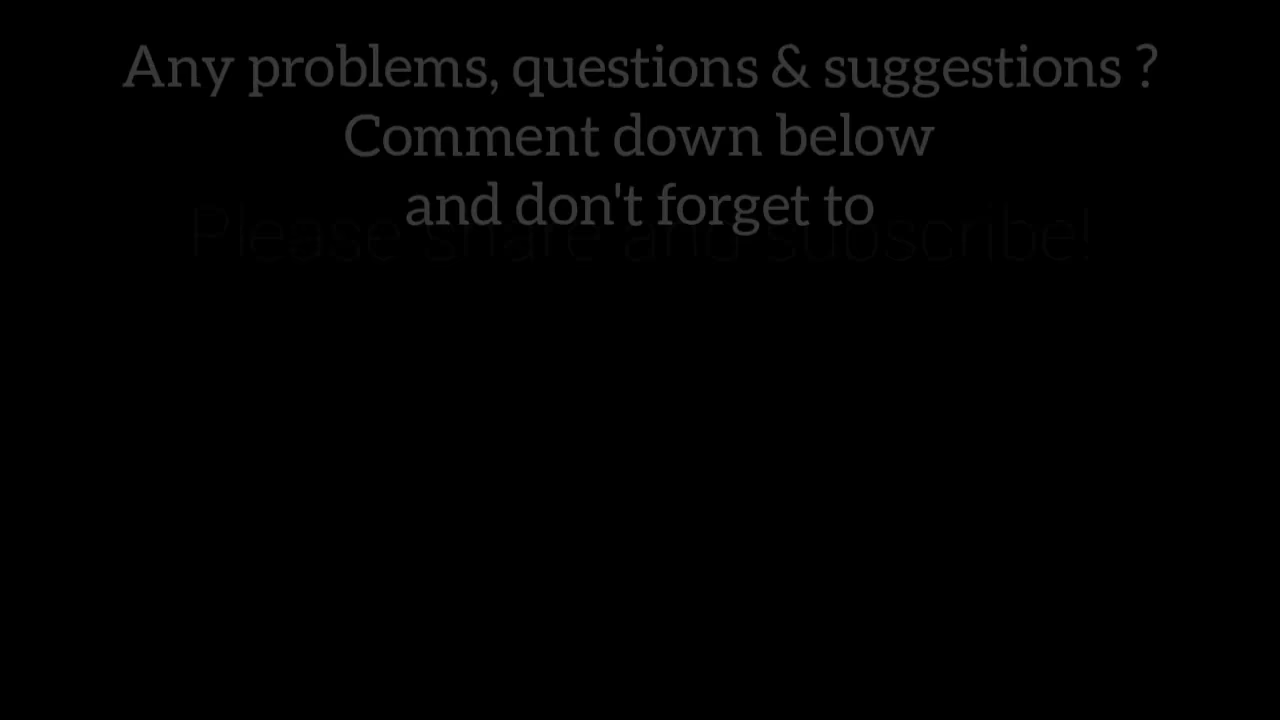 Any problems, questions & suggestions ?
Comment down below
and don't forget to
Please share and subscribe!